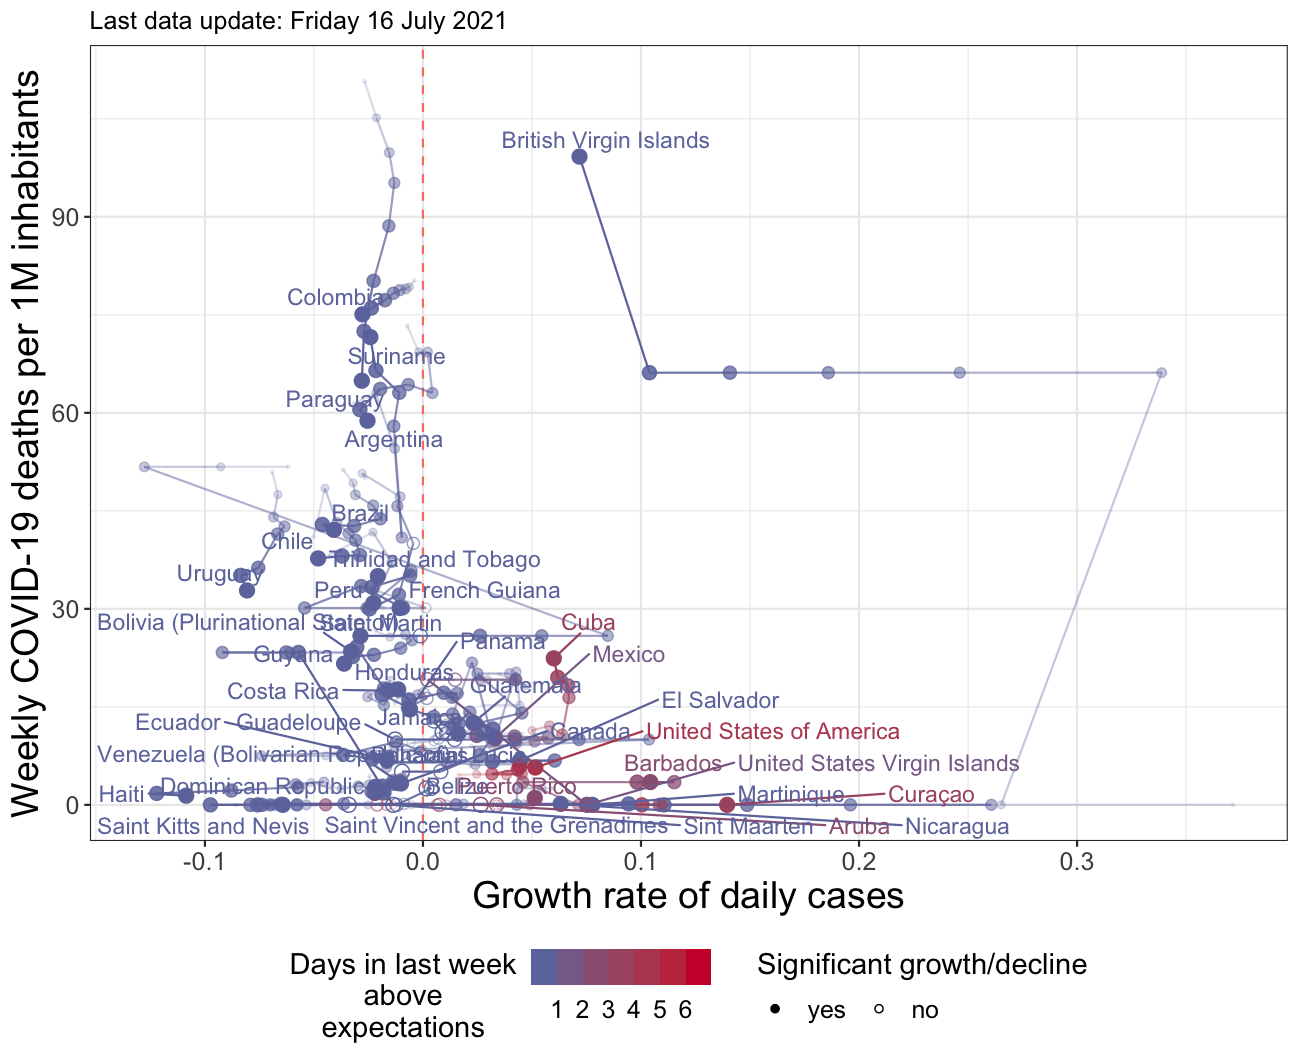 Last data update: Friday 16 July 2021
Weekly COVID-19 deaths per 1M inhabitants
90
60
30
0
British Virgin Islands
Colombia
Suriname
Paraguay
Argentina
Brazil
Chile
Trinidad and Tobago
Uruguay
Peru
French Guiana
Bolivia (Plurinational State of)
Saint Martin
Cuba
Panama
Mexico
Guyana
Honduras
Costa Rica
Guatemala
El Salvador
Ecuador
Guadeloupe
Jamaica
Canada
United States of America
Venezuela (Bolivarian Republic of)
Saint Lucia
Barbados
United States Virgin Islands
Haiti
Dominican Republic
Belize
Puerto Rico
Martinique
Curaçao
Saint Kitts and Nevis
Saint Vincent and the Grenadines
Sint Maarten
Aruba
Nicaragua
-0.1
0.0
0.1
0.2
0.3
Growth rate of daily cases
Days in last week
above
expectations
1 2 3 4 5 6
Significant growth/decline
yes
no